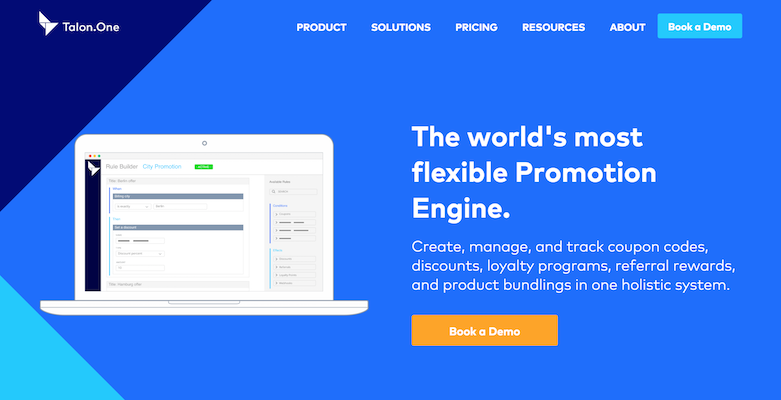 Talon.One
PRODUCT
SOLUTIONS
PRICING
RESOURCES
ABOUT
Book a Demo
Rule Builder
City Promotion
The world's most
flexible Promotion
Engine.
Create, manage, and track coupon codes,
discounts, loyalty programs, referral rewards,
and product bundlings in one holistic system.
Book a Demo